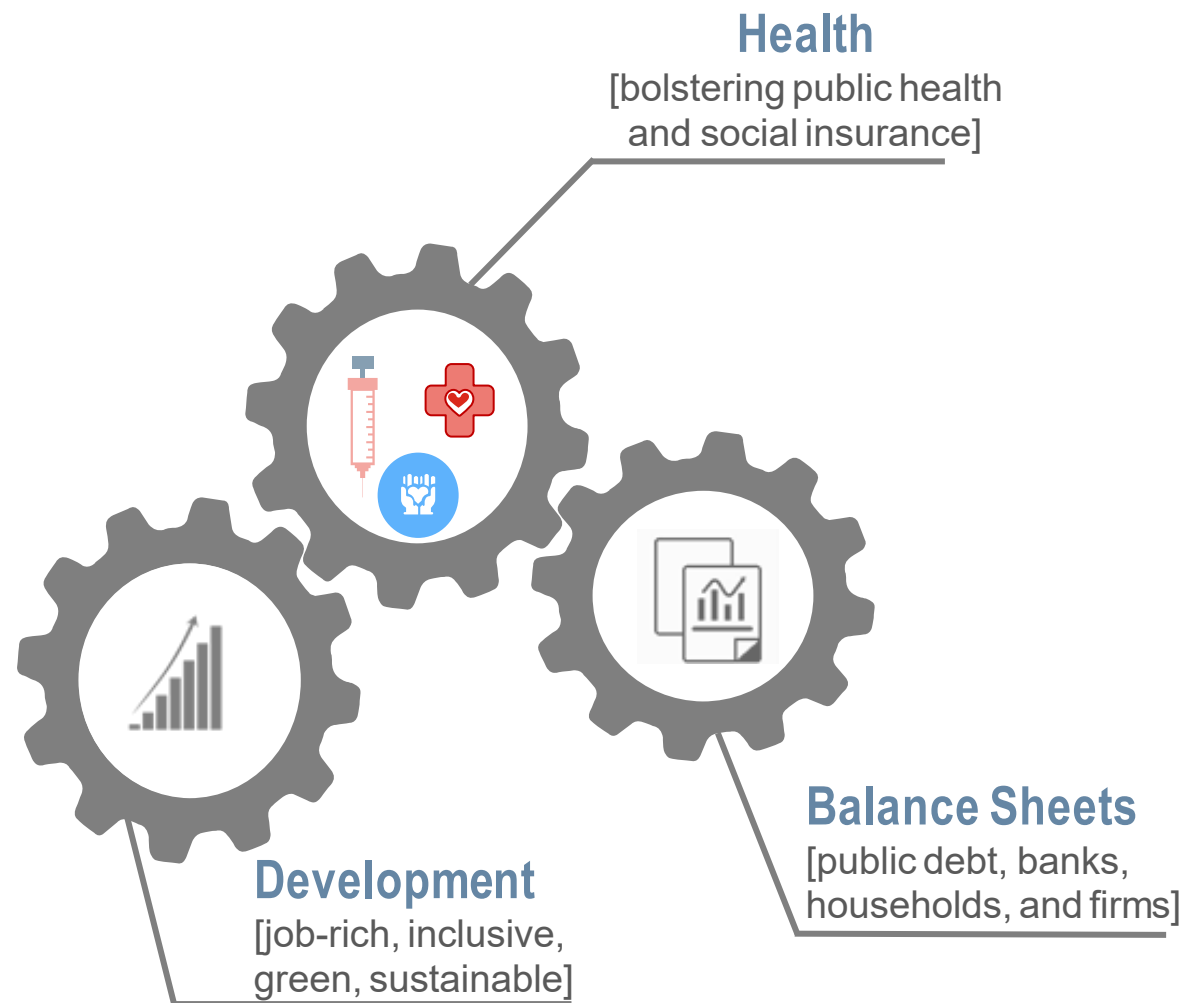 Health
[bolstering public health
and social insurance]
Balance Sheets
[public debt, banks,
households, and firms]
Development
[job-rich, inclusive,
green, sustainable]